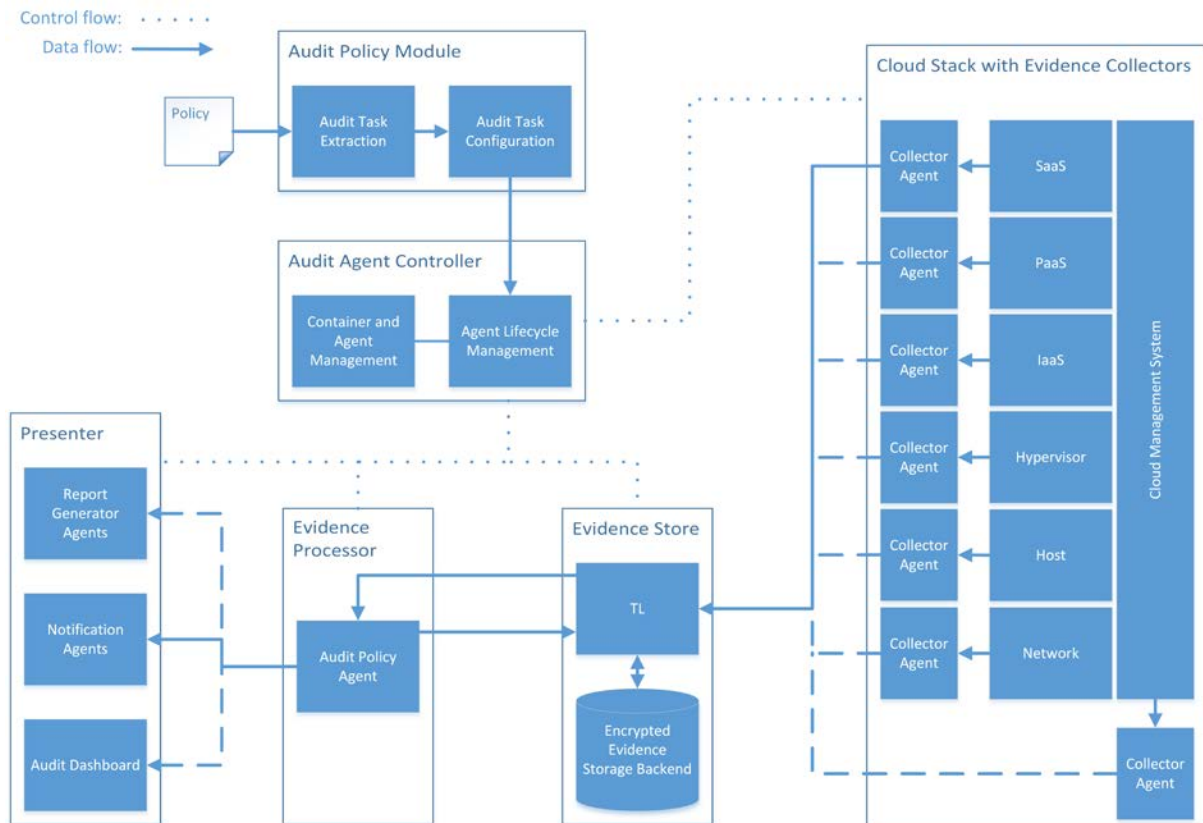 Control flow:
Data flow:
Policy
Audit Policy Module
Audit Task
Extraction
Audit Task
Configuration
Audit Agent Controller
Container and
Agent
Management
Agent Lifecycle
Management
Cloud Stack with Evidence Collectors
Collector
Agent
SaaS
Collector
Agent
PaaS
Collector
Agent
IaaS
Collector
Agent
Hypervisor
Collector
Agent
Host
Collector
Agent
Network
Cloud Management System
Collector
Agent
Presenter
Report
Generator
Agents
Notification
Agents
Audit Dashboard
Evidence
Processor
Audit Policy
Agent
Evidence Store
TL
Encrypted
Evidence
Storage Backend